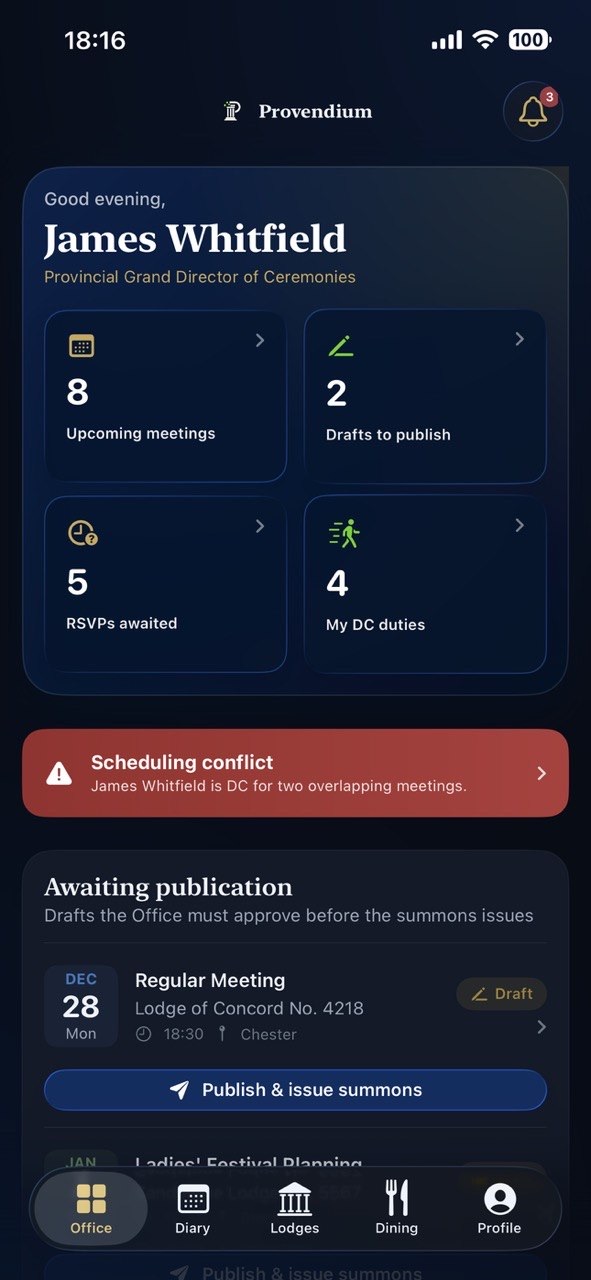 18:16
100
Provendium
3
Good evening,
James Whitfield
Provincial Grand Director of Ceremonies
8
Upcoming meetings
2
Drafts to publish
?
5
RSVPs awaited
4
My DC duties
Scheduling conflict
James Whitfield is DC for two overlapping meetings.
Awaiting publication
Drafts the Office must approve before the summons issues
DEC
28
Mon
Regular Meeting
Lodge of Concord No. 4218
18:30 Chester
Draft
Publish & issue summons
JAN
Ladies' Festival Planning
Office
Diary
Lodges
Dining
Profile
Publish & issue summons